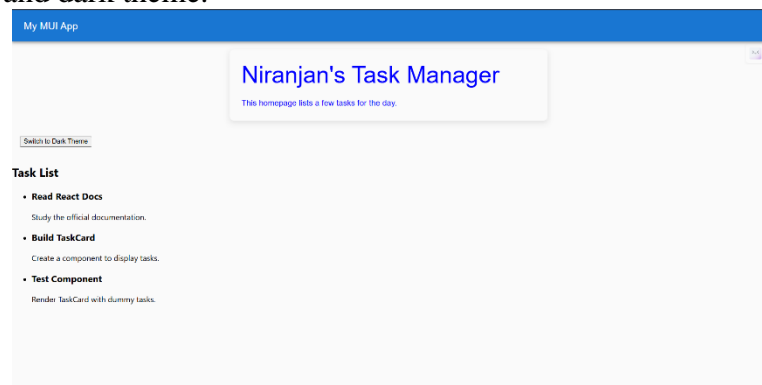 and dark theme.
My MUI App
Niranjan's Task Manager
This homepage lists a few tasks for the day.
Switch to Dark Theme
Task List
• Read React Docs
Study the official documentation.
• Build TaskCard
Create a component to display tasks.
• Test Component
Render TaskCard with dummy tasks.